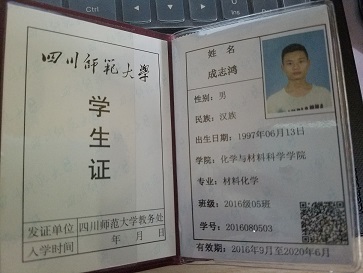 四川师范大学
学
生
证
发证单位 四川师范大学教务处
入学时间 年 月 日
姓 名
成志鸿
性别：男
民族：汉族
出生日期：1997年06月13日
学院：化学与材料科学学院
专业：材料化学
班级：2016级05班
学号：2016080503
有效期：2016年9月至2020年6月